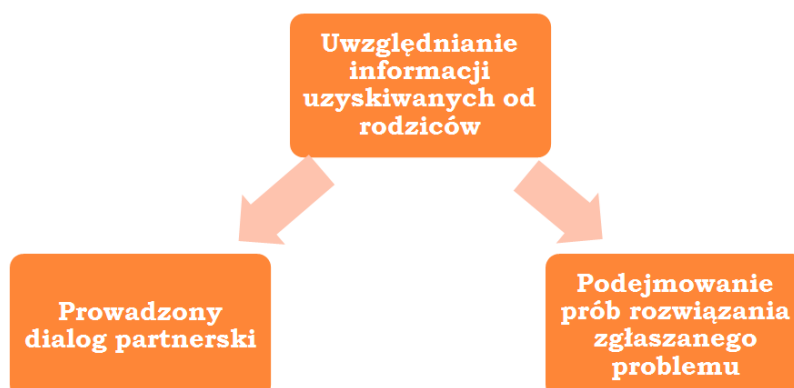 Uwzględnianie
informacji
uzyskiwanych od
rodziców
Prowadzony
dialog partnerski
Podejmowanie
prób rozwiązania
zgłaszanego
problemu